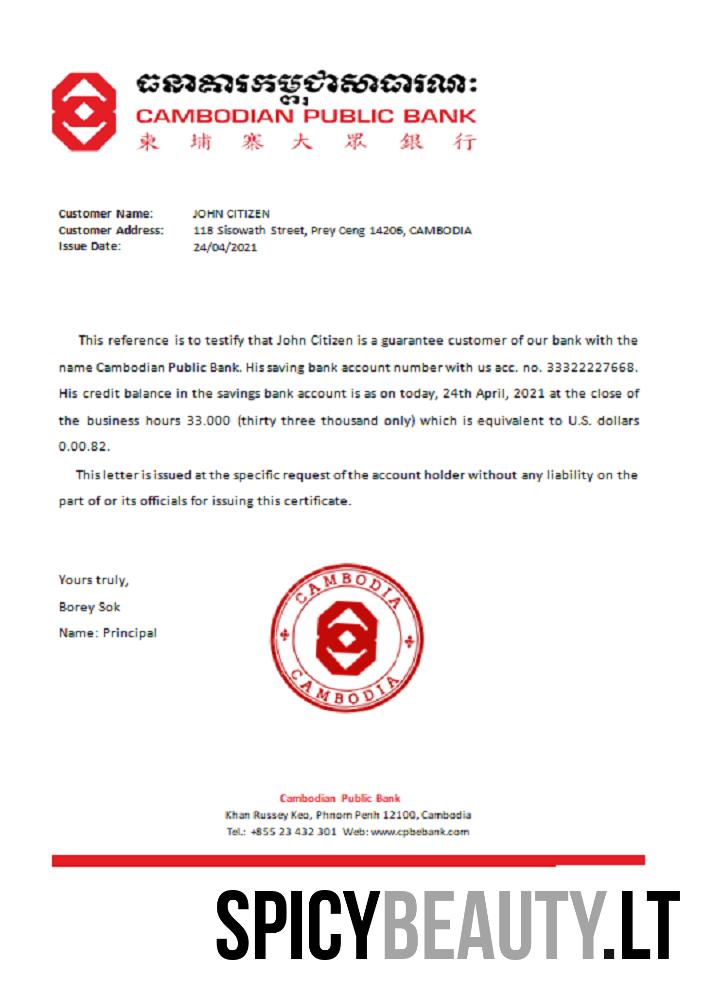 ធនាគារកម្ពុជាសាធារណៈ
CAMBODIAN PUBLIC BANK
柬 埔 寨 大 眾 銀 行
Customer Name: JOHN CITIZEN
Customer Address: 118 Sisowath Street, Prey Ceng 14206, CAMBODIA
Issue Date: 24/04/2021
This reference is to testify that John Citizen is a guarantee customer of our bank with the
name Cambodian Public Bank. His saving bank account number with us acc. no. 33322227668.
His credit balance in the savings bank account is as on today, 24th April, 2021 at the close of
the business hours 33.000 (thirty three thousand only) which is equivalent to U.S. dollars
0.00.82.
This letter is issued at the specific request of the account holder without any liability on the
part of or its officials for issuing this certificate.
Yours truly,
Borey Sok
Name: Principal
CAMBODIA
CAMBODIA
Cambodian Public Bank
Khan Russey Keo, Phnom Penh 12100, Cambodia
Tel.: +855 23 432 301 Web: www.cpbebank.com
SPICYBEAUTY.LT